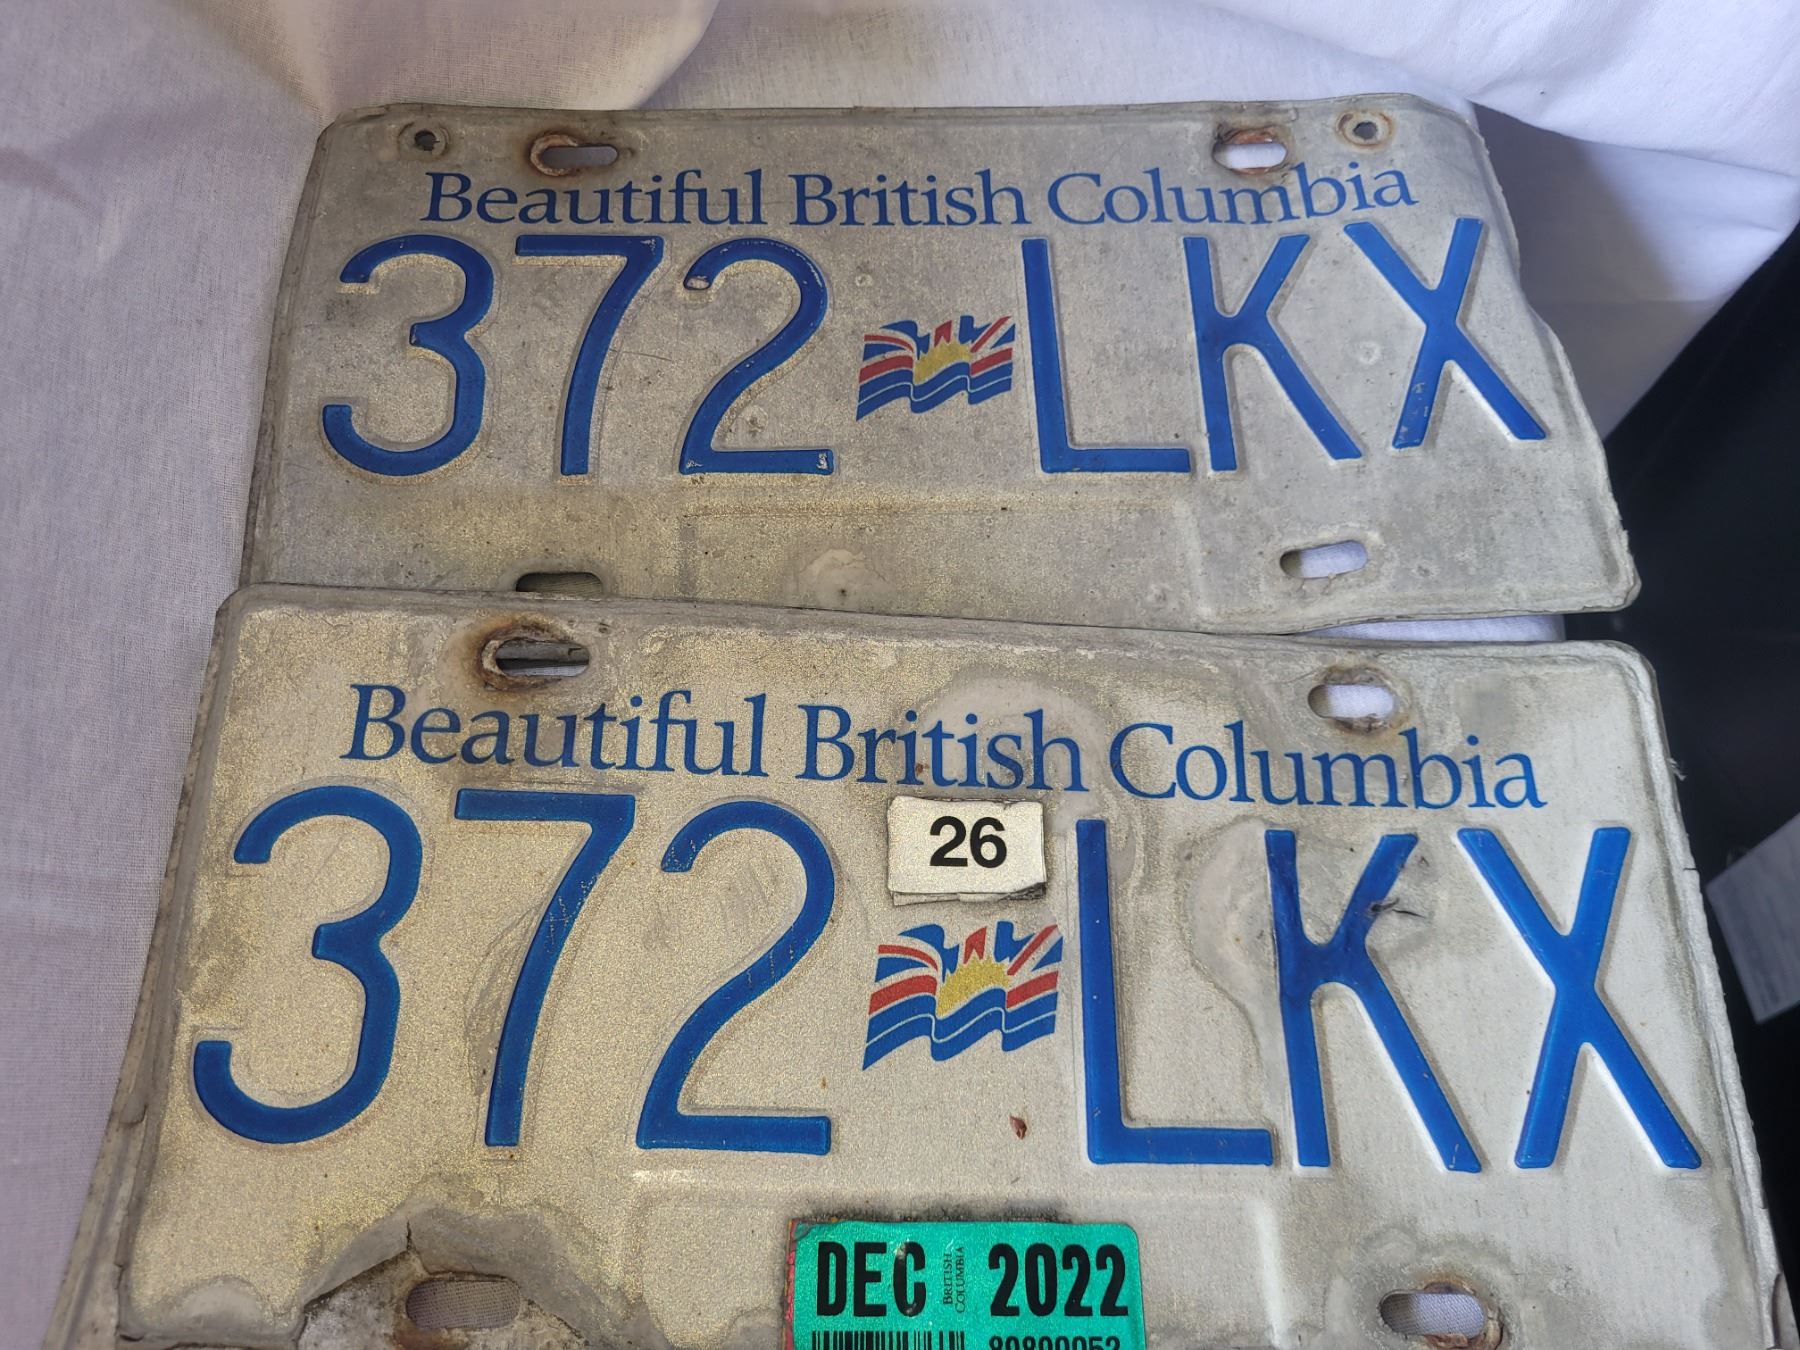 Beautiful British Columbia
372 LKX
Beautiful British Columbia
26
372 LKX
DEC BRITISH COLUMBIA 2022